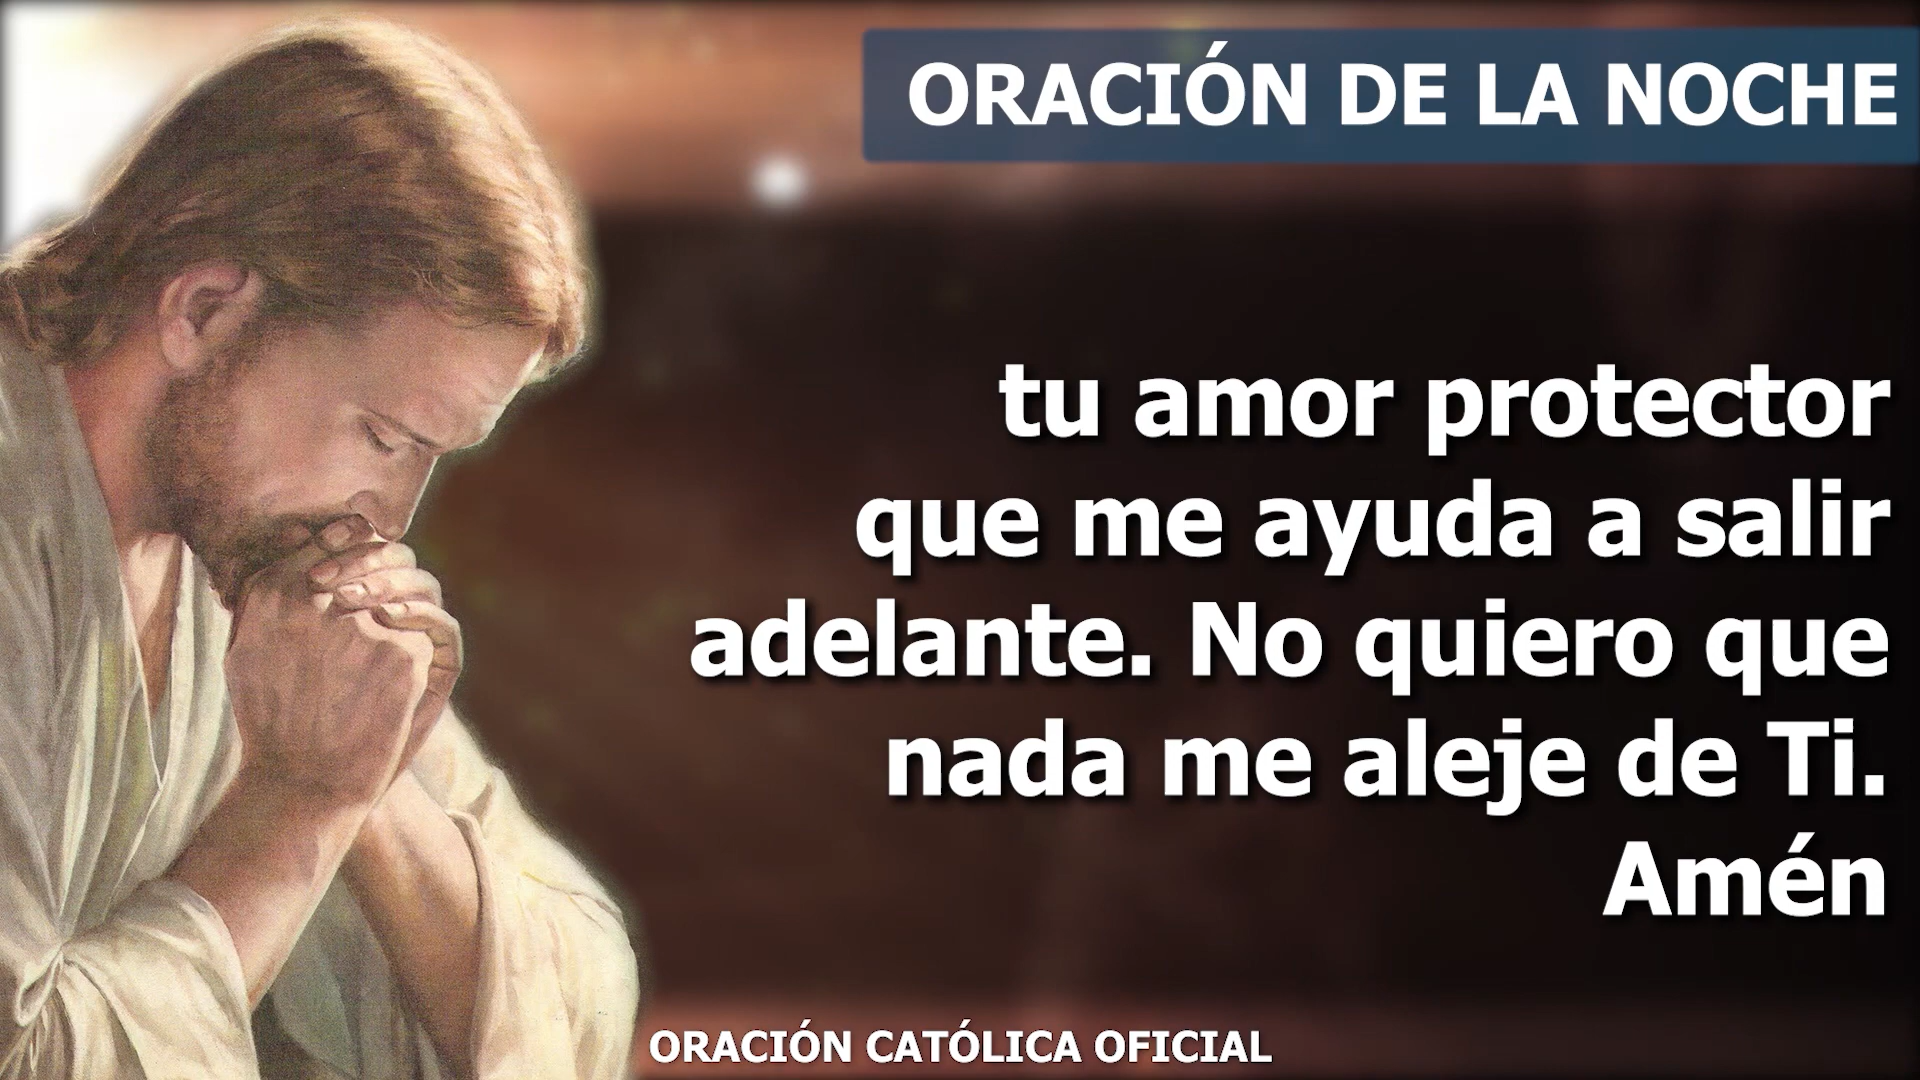 ORACIÓN DE LA NOCHE
tu amor protector
que me ayuda a salir
adelante. No quiero que
nada me aleje de Ti.
Amén
ORACIÓN CATÓLICA OFICIAL